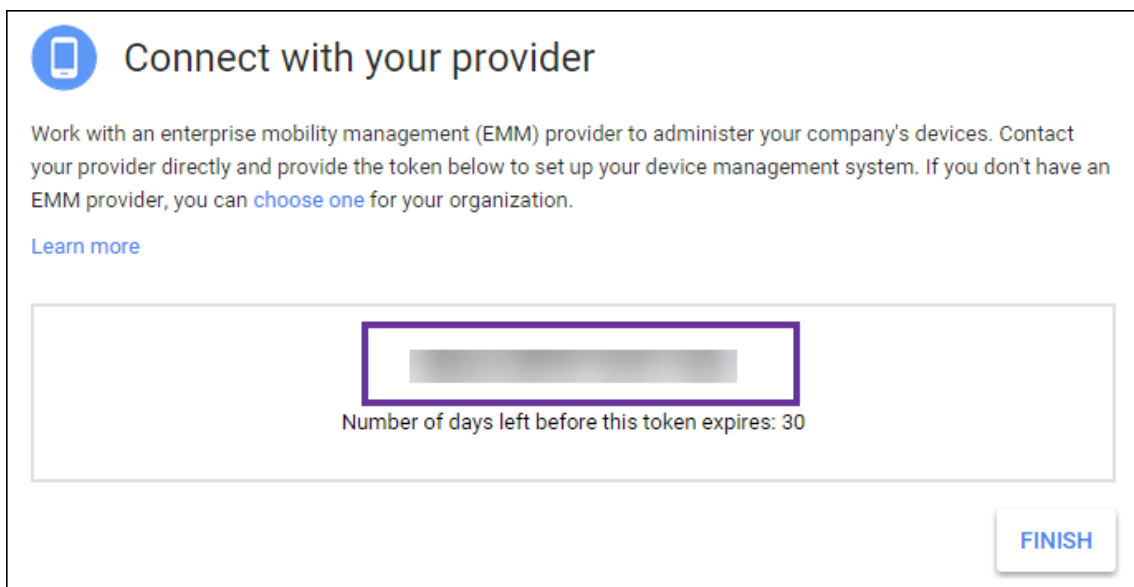 Connect with your provider
Work with an enterprise mobility management (EMM) provider to administer your company's devices. Contact
your provider directly and provide the token below to set up your device management system. If you don't have an
EMM provider, you can choose one for your organization.
Learn more
Number of days left before this token expires: 30
FINISH